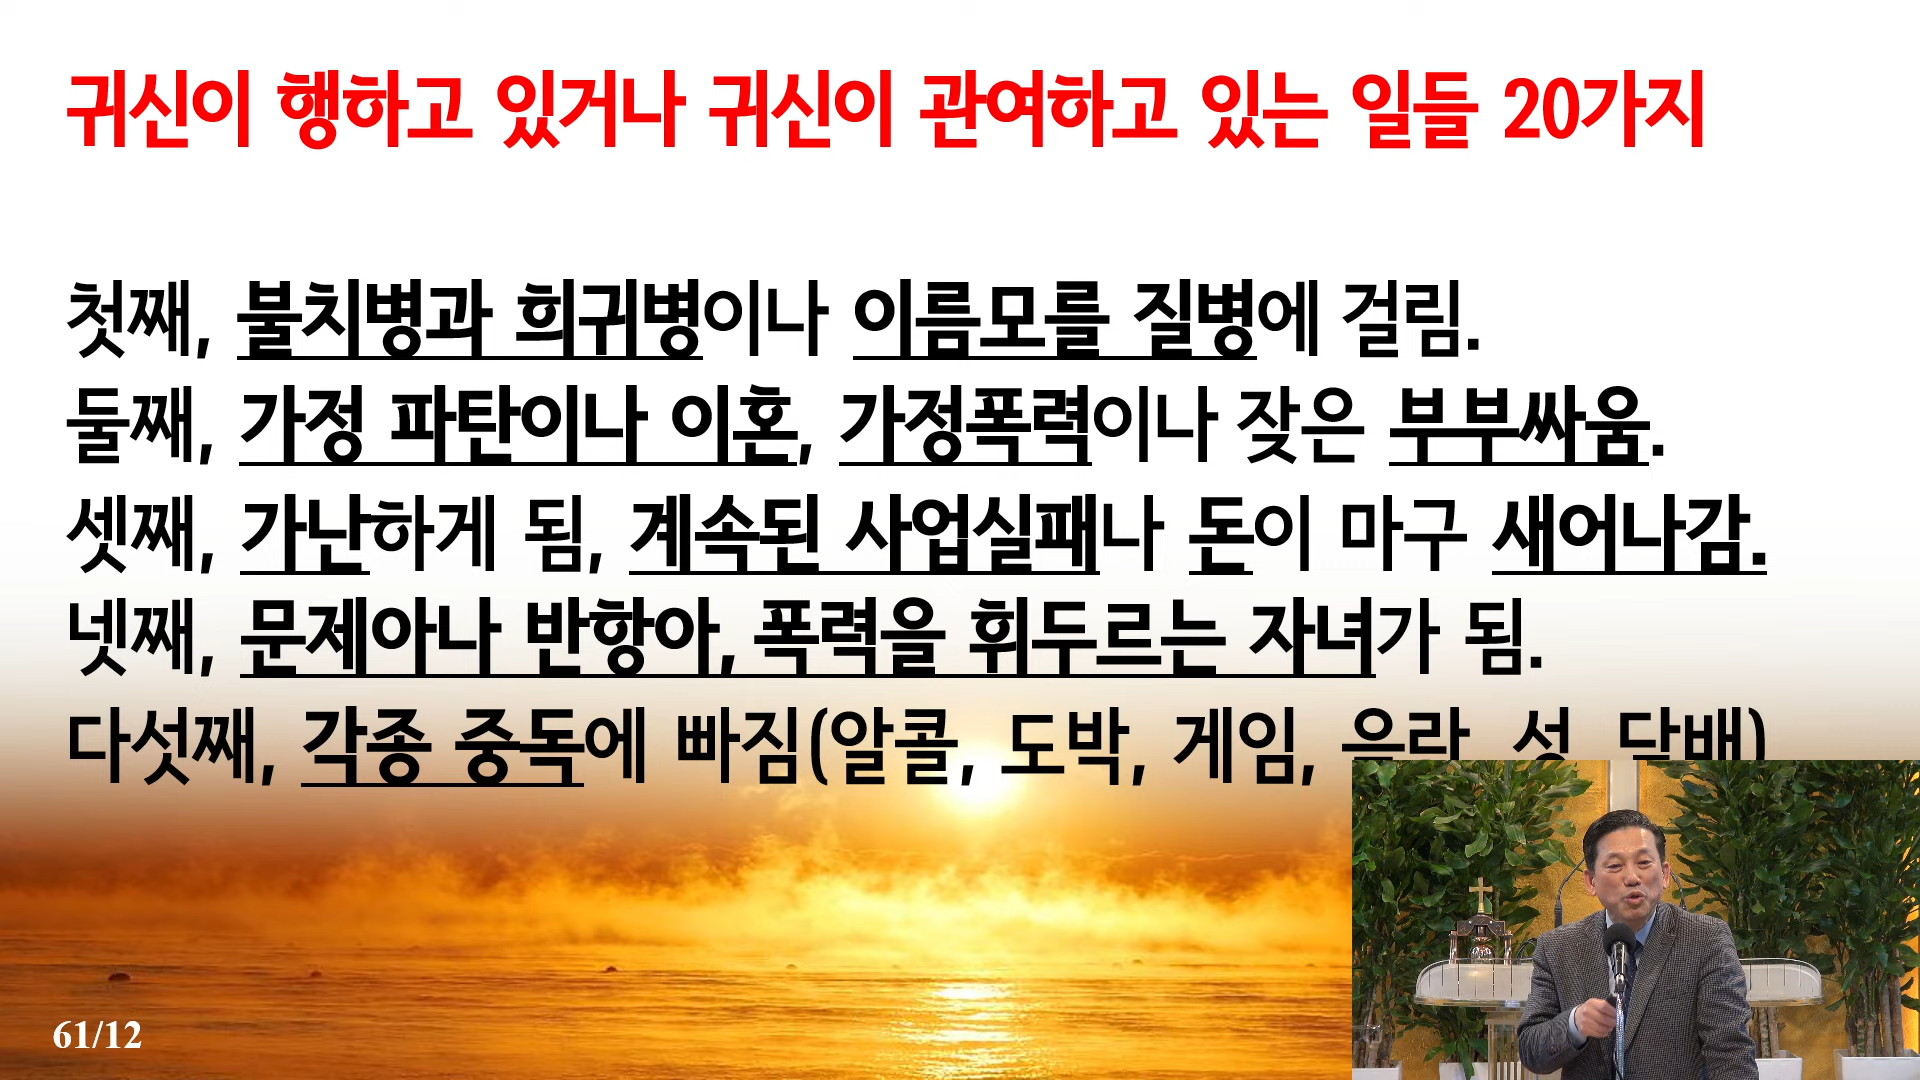 귀신이 행하고 있거나 귀신이 관여하고 있는 일들 20가지
첫째, 불치병과 희귀병이나 이름모를 질병에 걸림.
둘째, 가정 파탄이나 이혼, 가정폭력이나 잦은 부부싸움.
셋째, 가난하게 됨, 계속된 사업실패나 돈이 마구 새어나감.
넷째, 문제아나 반항아, 폭력을 휘두르는 자녀가 됨.
다섯째, 각종 중독에 빠짐(알콜, 도박, 게임, 음란, 성, 담배)
61/12